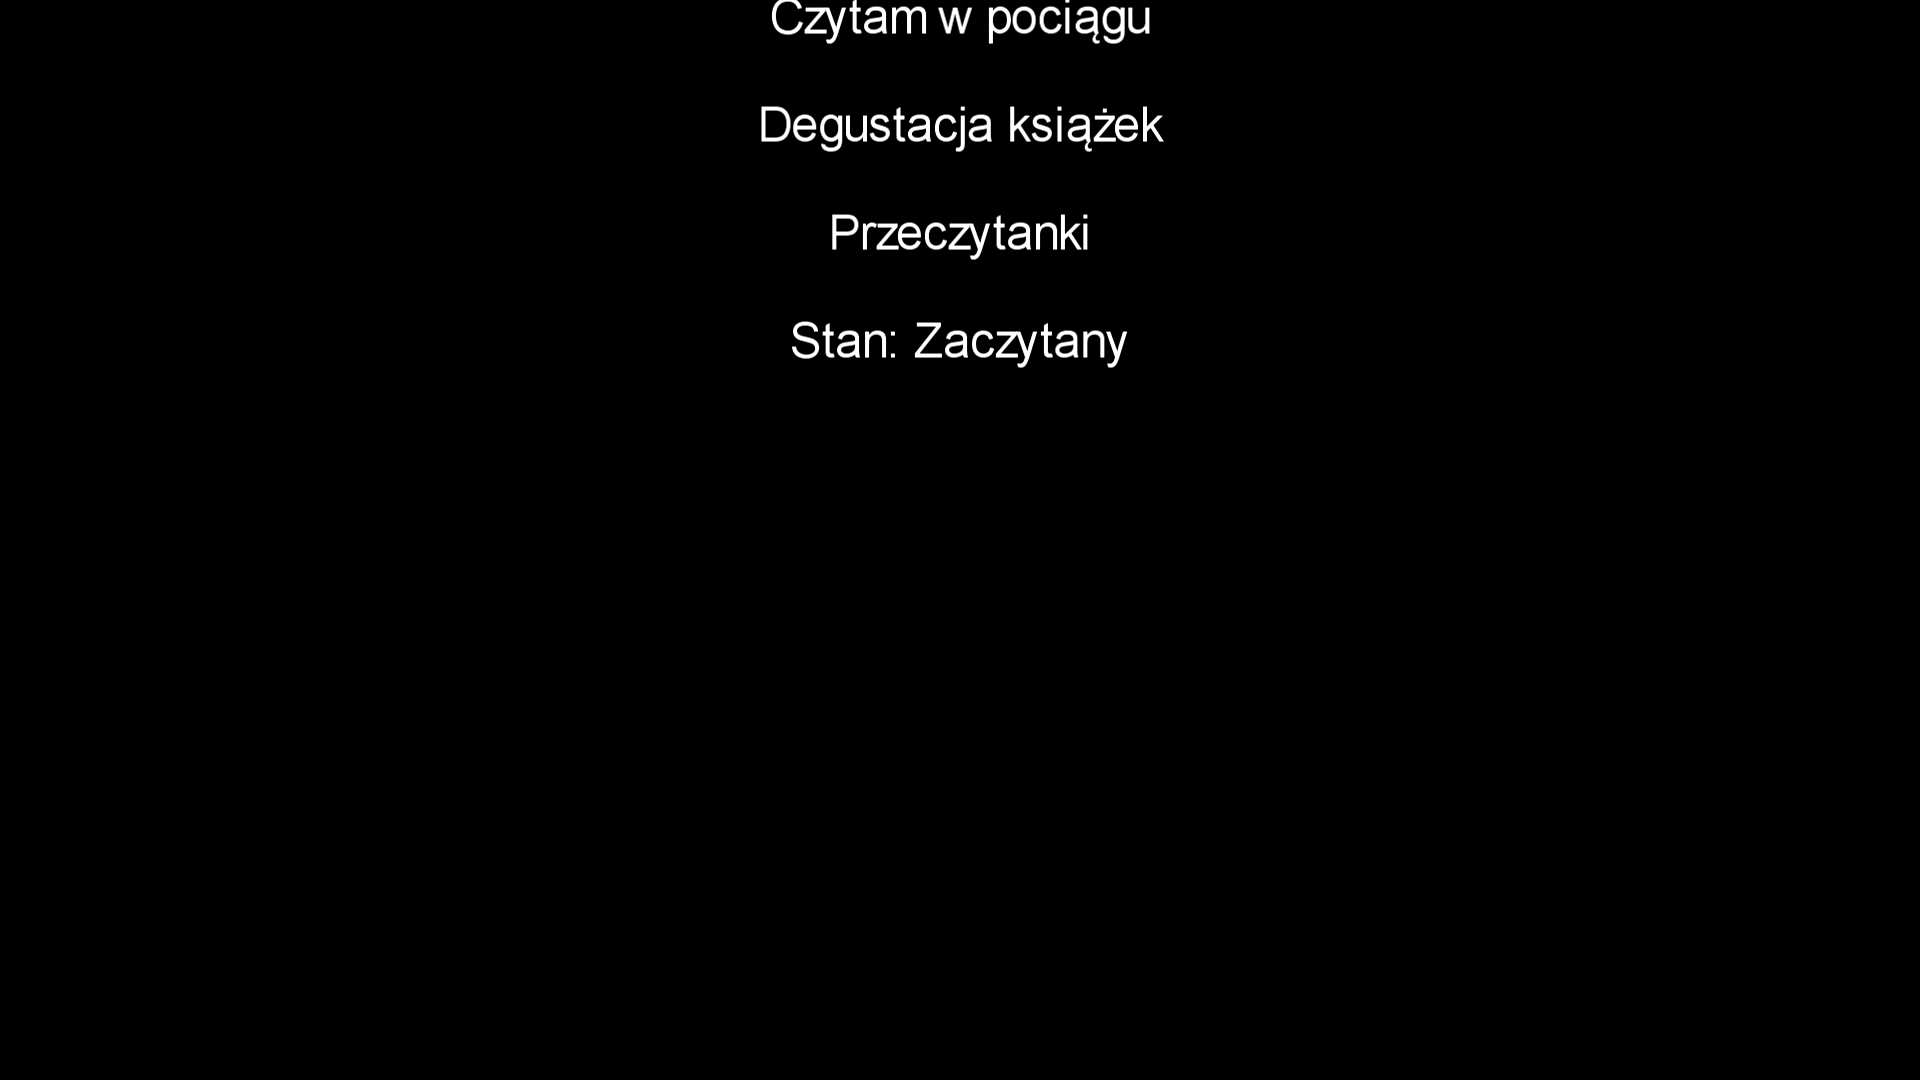 Czytam w pociągu
Degustacja książek
Przeczytanki
Stan: Zaczytany